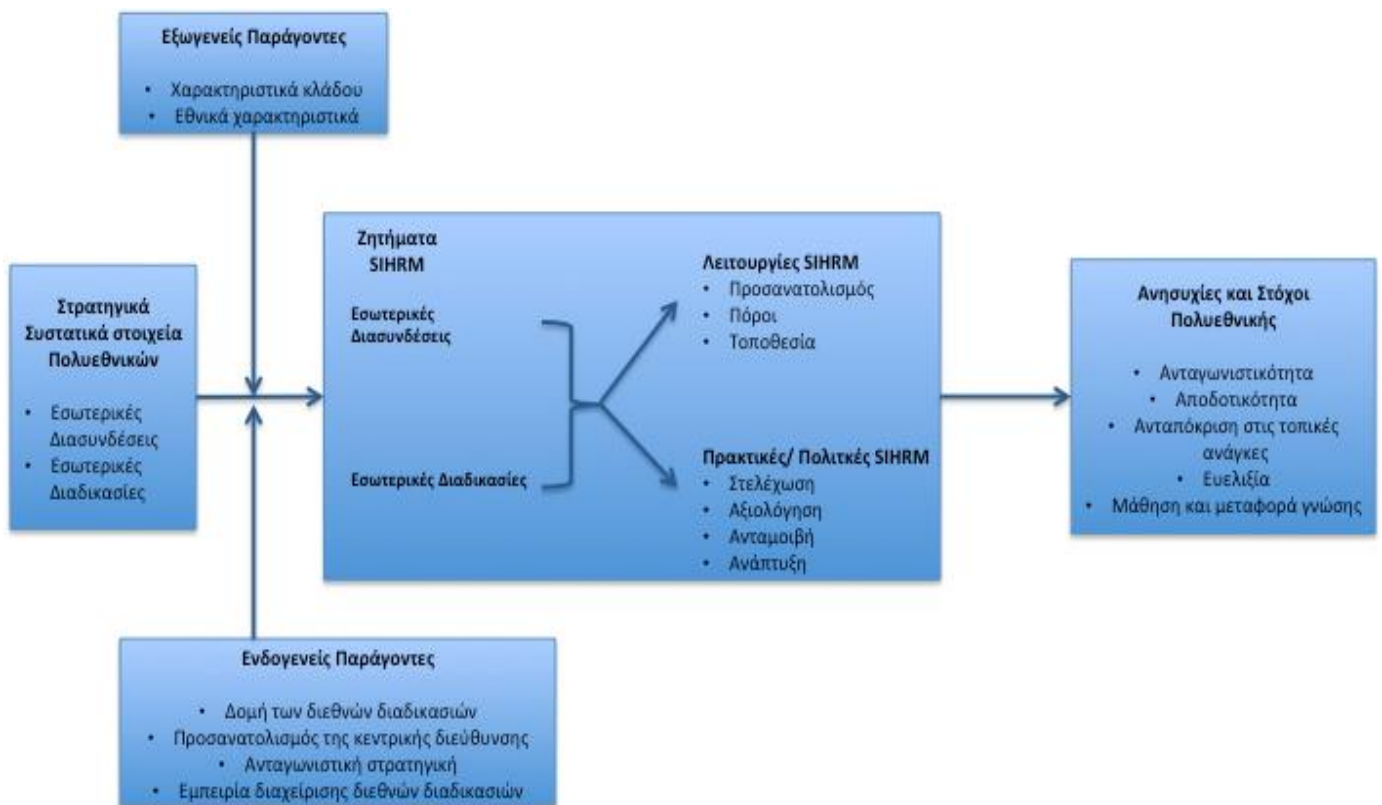 Εξωγενείς Παράγοντες
• Χαρακτηριστικά κλάδου
• Εθνικά χαρακτηριστικά
Στρατηγικά
Συστατικά στοιχεία
Πολυεθνικών
• Εσωτερικές
Διασυνδέσεις
• Εσωτερικές
Διαδικασίες
Ζητήματα
SIHRM
Εσωτερικές
Διασυνδέσεις
Εσωτερικές Διαδικασίες
Λειτουργίες SIHRM
• Προσανατολισμός
• Πόροι
• Τοποθεσία
Πρακτικές/ Πολιτκές SIHRM
• Στελέχωση
• Αξιολόγηση
• Ανταμοιβή
• Ανάπτυξη
Ανησυχίες και Στόχοι
Πολυεθνικής
• Ανταγωνιστικότητα
• Αποδοτικότητα
• Ανταπόκριση στις τοπικές
ανάγκες
• Ευελιξία
• Μάθηση και μεταφορά γνώσης
Ενδογενείς Παράγοντες
• Δομή των διεθνών διαδικασιών
• Προσανατολισμός της κεντρικής διεύθυνσης
• Ανταγωνιστική στρατηγική
• Εμπειρία διαχείρισης διεθνών διαδικασιών